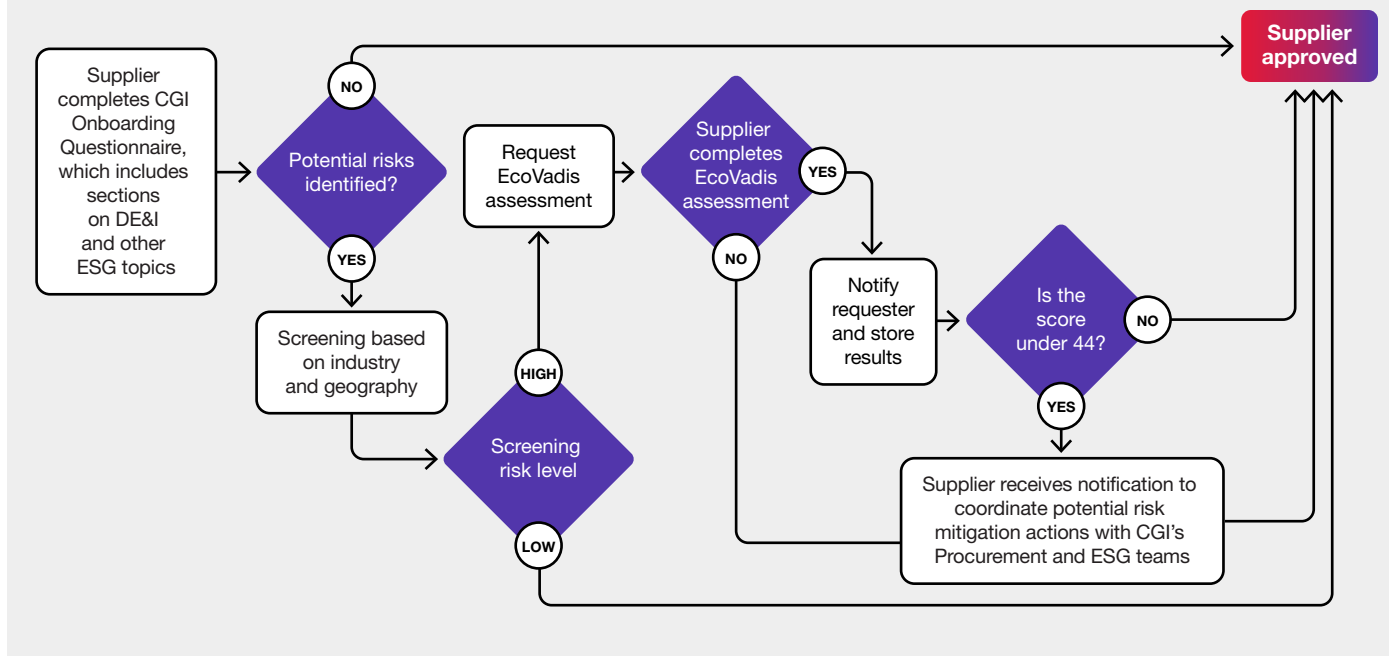 Supplier
completes CGI
Onboarding
Questionnaire,
which includes
sections
on DE&I
and other
ESG topics
NO
Potential risks
identified?
YES
Screening based
on industry
and geography
HIGH
Screening
risk level
LOW
Request
EcoVadis
assessment
Supplier
completes
EcoVadis
assessment
YES
NO
Notify
requester
and store
results
Is the
score
under 44?
NO
YES
Supplier receives notification to
coordinate potential risk
mitigation actions with CGI's
Procurement and ESG teams
Supplier
approved